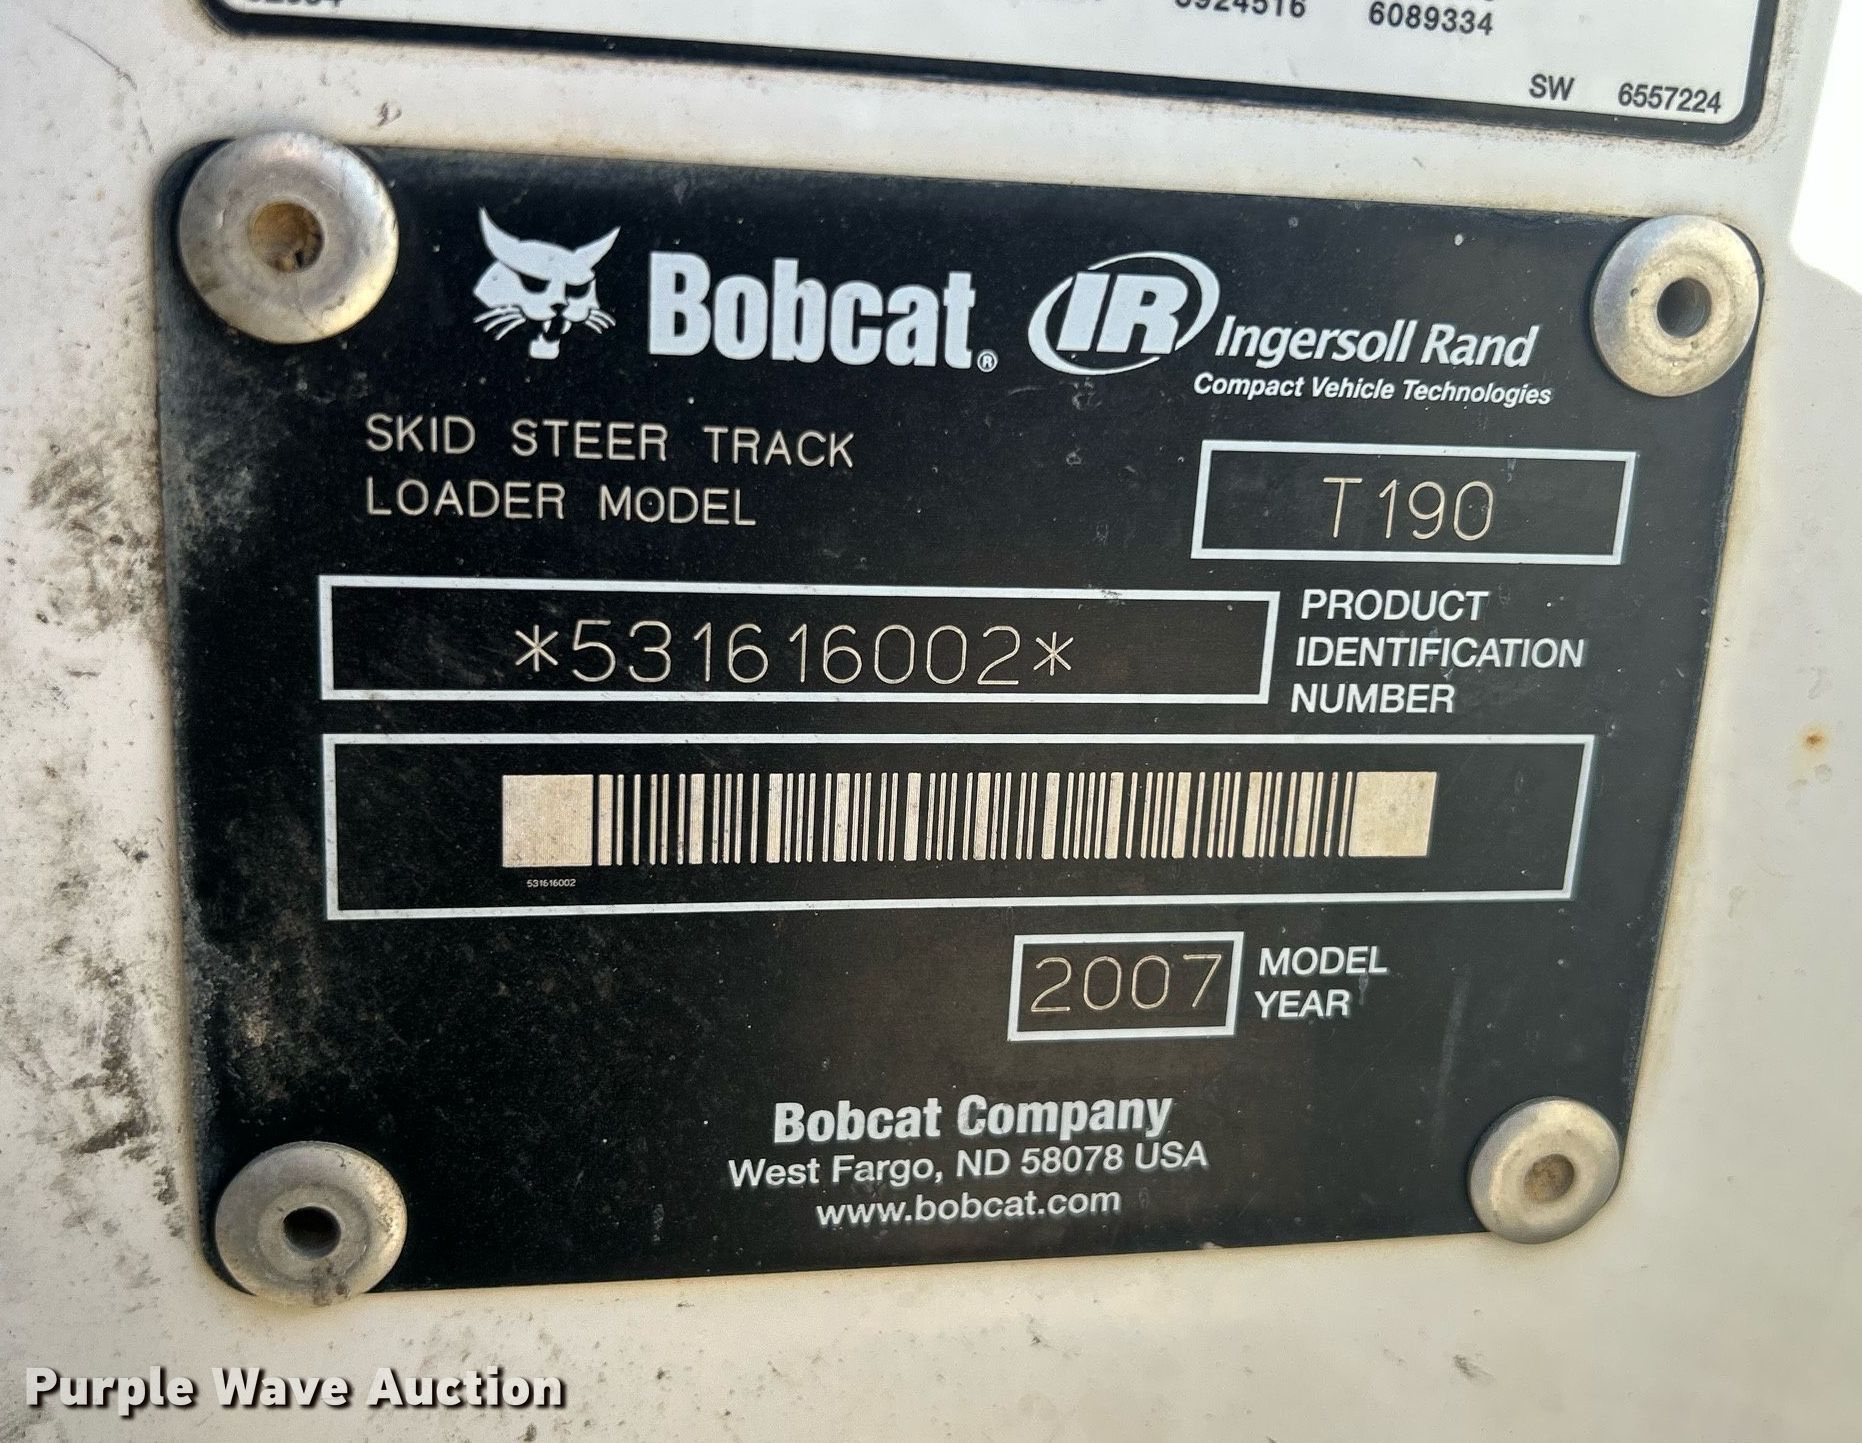 6089334
SW 6557224
Bobcat® IR Ingersoll Rand
Compact Vehicle Technologies
SKID STEER TRACK
LOADER MODEL
T190
*531616002*
PRODUCT
IDENTIFICATION
NUMBER
531616002
2007
MODEL
YEAR
Bobcat Company
West Fargo, ND 58078 USA
www.bobcat.com
Purple Wave Auction